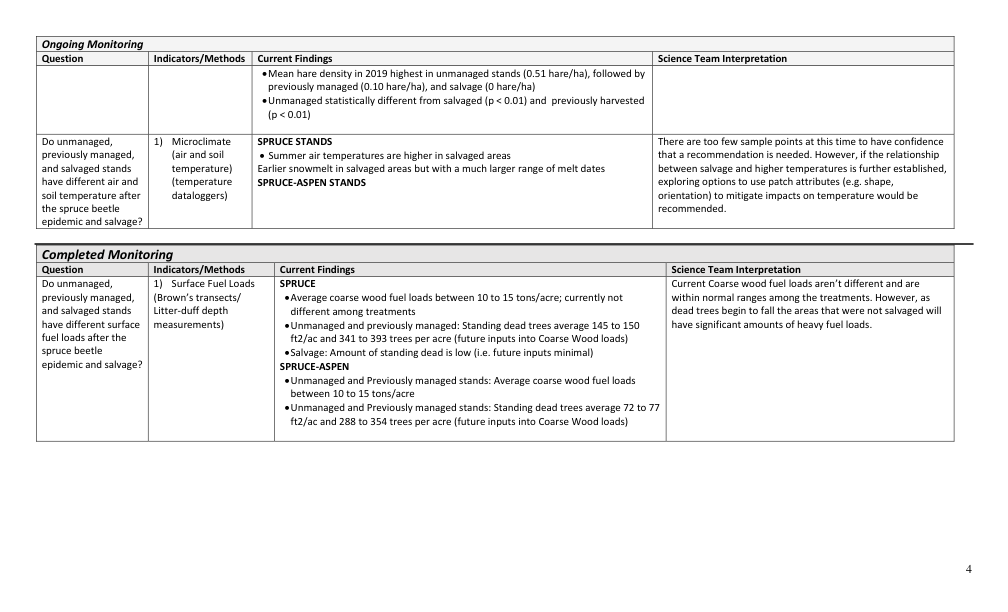 Ongoing Monitoring
Question Indicators/Methods Current Findings Science Team Interpretation
•Mean hare density in 2019 highest in unmanaged stands (0.51 hare/ha), followed by
previously managed (0.10 hare/ha), and salvage (0 hare/ha)
•Unmanaged statistically different from salvaged (p < 0.01) and previously harvested
(p < 0.01)
Do unmanaged,
previously managed,
and salvaged stands
have different air and
soil temperature after
the spruce beetle
epidemic and salvage?
1) Microclimate
(air and soil
temperature)
(temperature
dataloggers)
SPRUCE STANDS
• Summer air temperatures are higher in salvaged areas
Earlier snowmelt in salvaged areas but with a much larger range of melt dates
SPRUCE-ASPEN STANDS
There are too few sample points at this time to have confidence
that a recommendation is needed. However, if the relationship
between salvage and higher temperatures is further established,
exploring options to use patch attributes (e.g. shape,
orientation) to mitigate impacts on temperature would be
recommended.
Completed Monitoring
Question Indicators/Methods Current Findings Science Team Interpretation
Do unmanaged,
previously managed,
and salvaged stands
have different surface
fuel loads after the
spruce beetle
epidemic and salvage?
1) Surface Fuel Loads
(Brown's transects/
Litter-duff depth
measurements)
SPRUCE
•Average coarse wood fuel loads between 10 to 15 tons/acre; currently not
different among treatments
•Unmanaged and previously managed: Standing dead trees average 145 to 150
ft2/ac and 341 to 393 trees per acre (future inputs into Coarse Wood loads)
•Salvage: Amount of standing dead is low (i.e. future inputs minimal)
SPRUCE-ASPEN
•Unmanaged and Previously managed stands: Average coarse wood fuel loads
between 10 to 15 tons/acre
•Unmanaged and Previously managed stands: Standing dead trees average 72 to 77
ft2/ac and 288 to 354 trees per acre (future inputs into Coarse Wood loads)
Current Coarse wood fuel loads aren't different and are
within normal ranges among the treatments. However, as
dead trees begin to fall the areas that were not salvaged will
have significant amounts of heavy fuel loads.
4